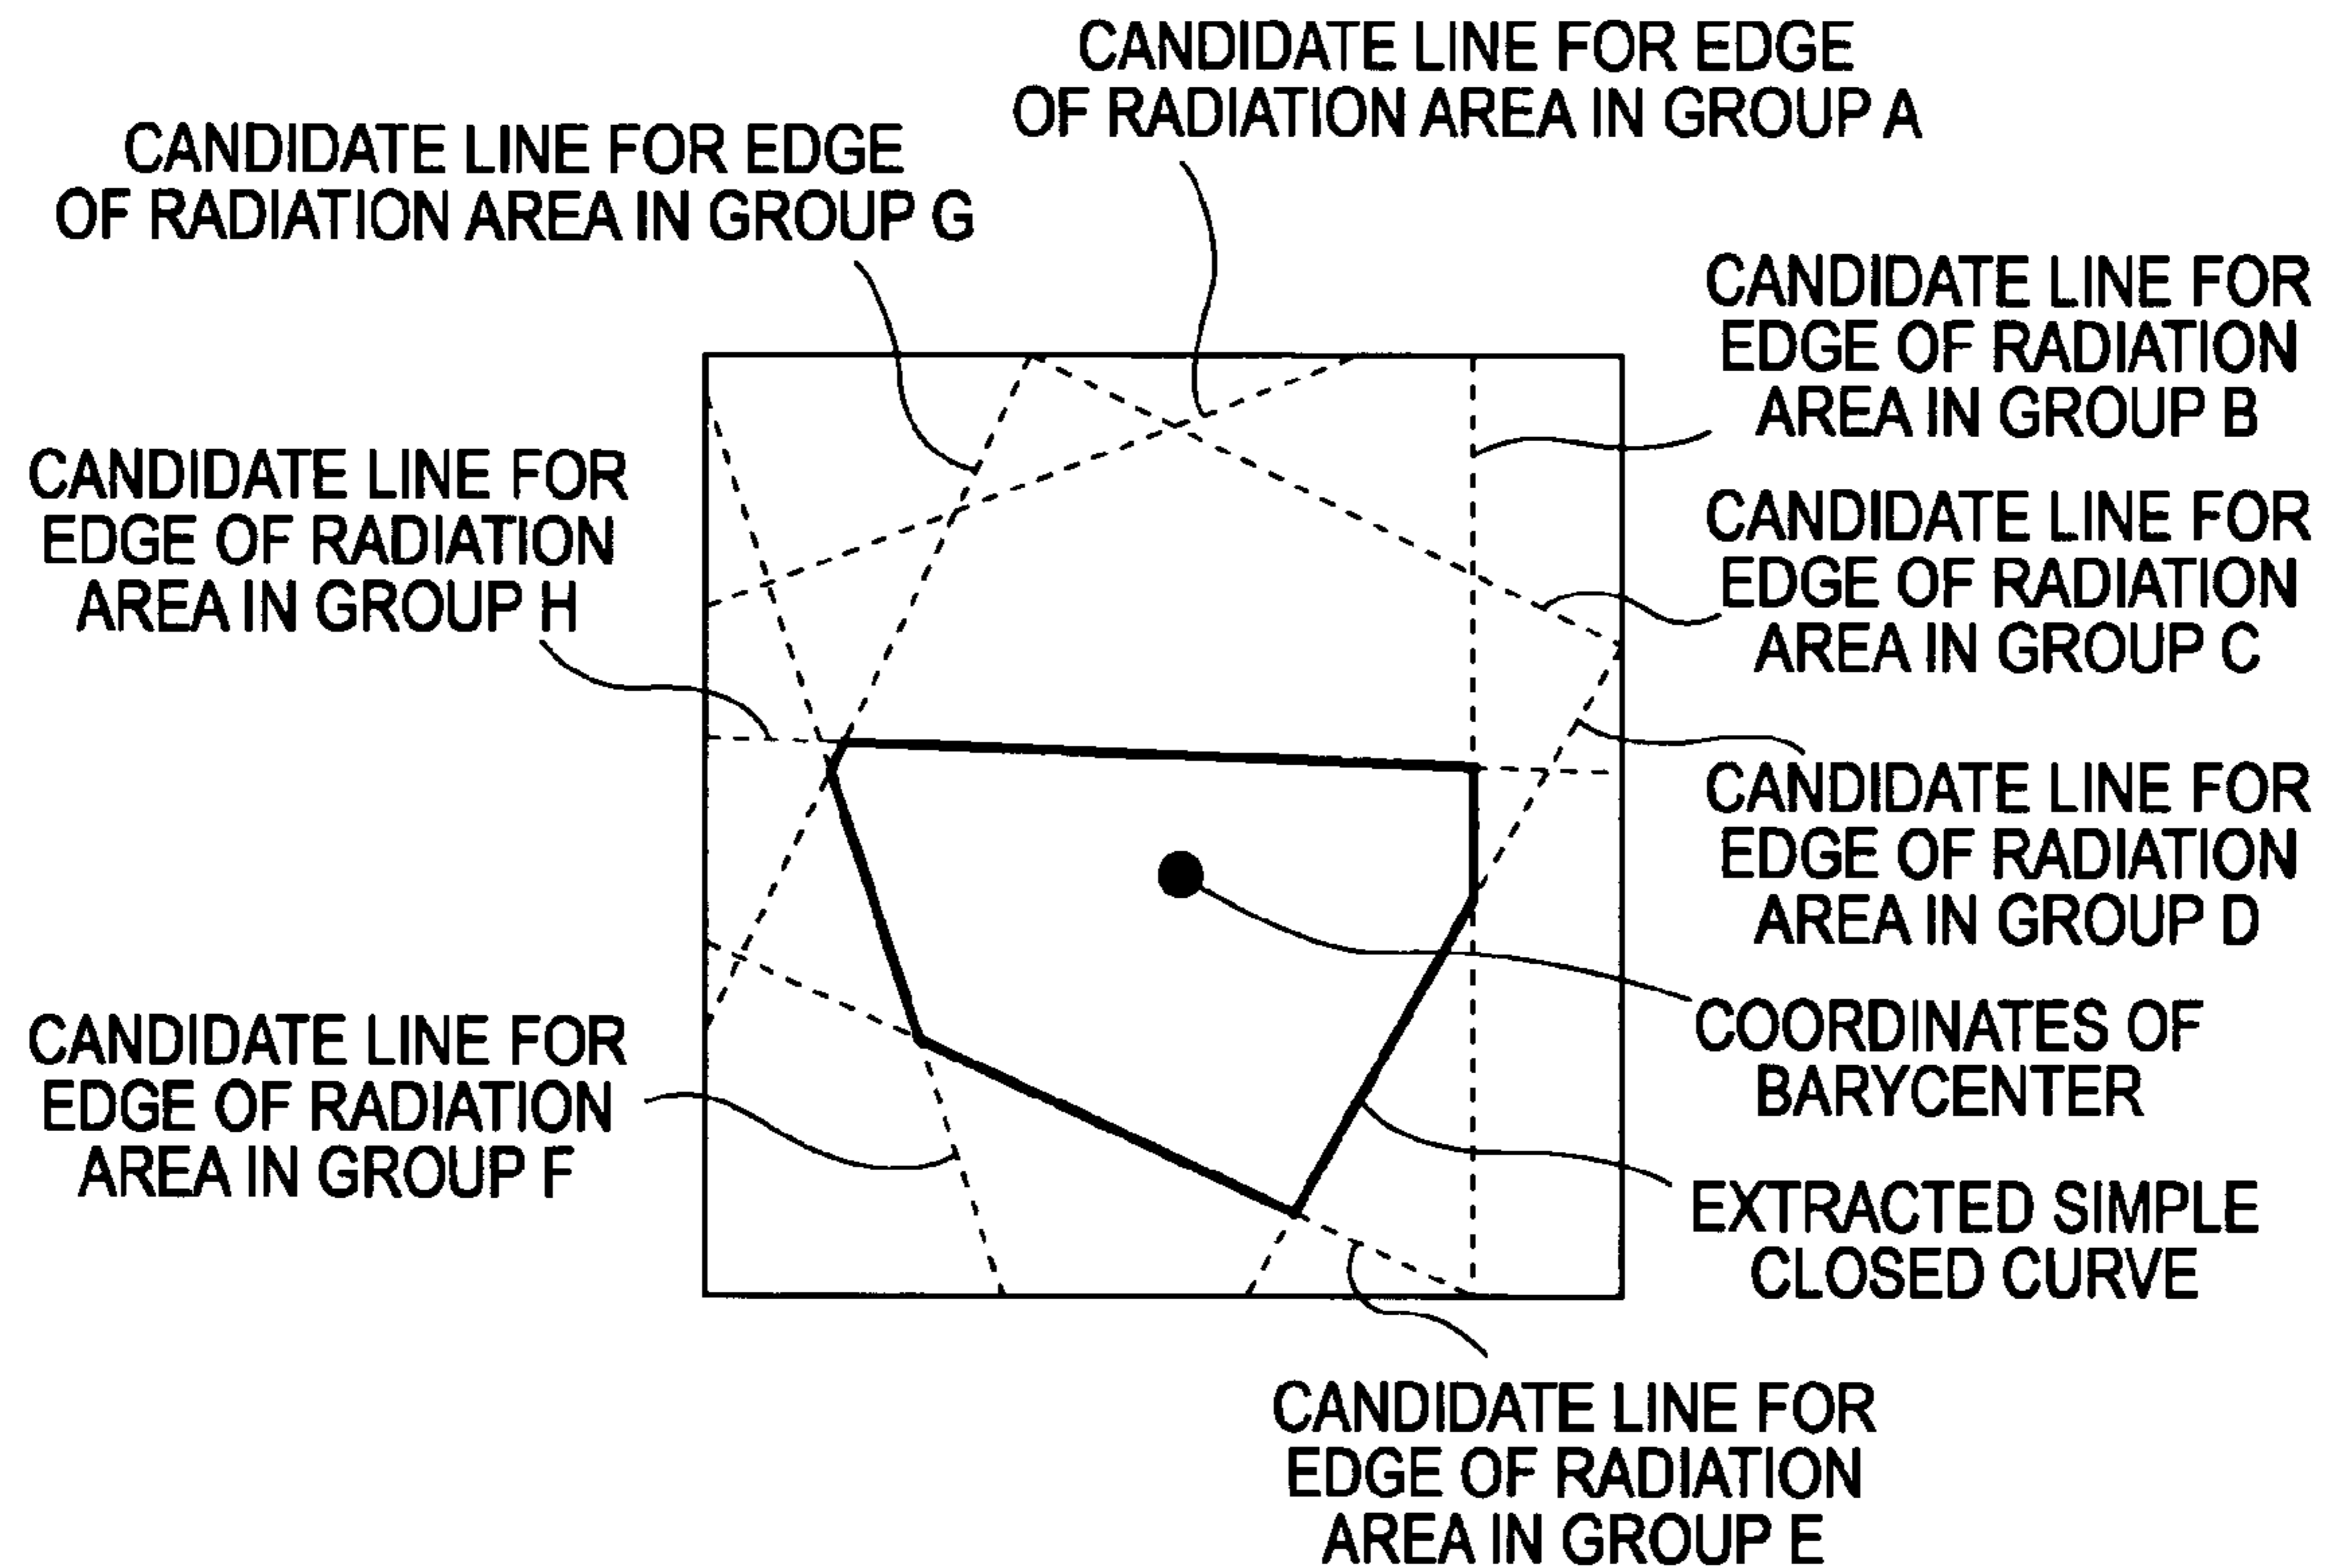 CANDIDATE LINE FOR EDGE
OF RADIATION AREA IN GROUP A
CANDIDATE LINE FOR EDGE
OF RADIATION AREA IN GROUP G
CANDIDATE LINE FOR
EDGE OF RADIATION
AREA IN GROUP B
CANDIDATE LINE FOR
EDGE OF RADIATION
AREA IN GROUP H
CANDIDATE LINE FOR
EDGE OF RADIATION
AREA IN GROUP C
CANDIDATE LINE FOR
EDGE OF RADIATION
AREA IN GROUP D
CANDIDATE LINE FOR
EDGE OF RADIATION
AREA IN GROUP F
COORDINATES OF
BARYCENTER
EXTRACTED SIMPLE
CLOSED CURVE
CANDIDATE LINE FOR
EDGE OF RADIATION
AREA IN GROUP E